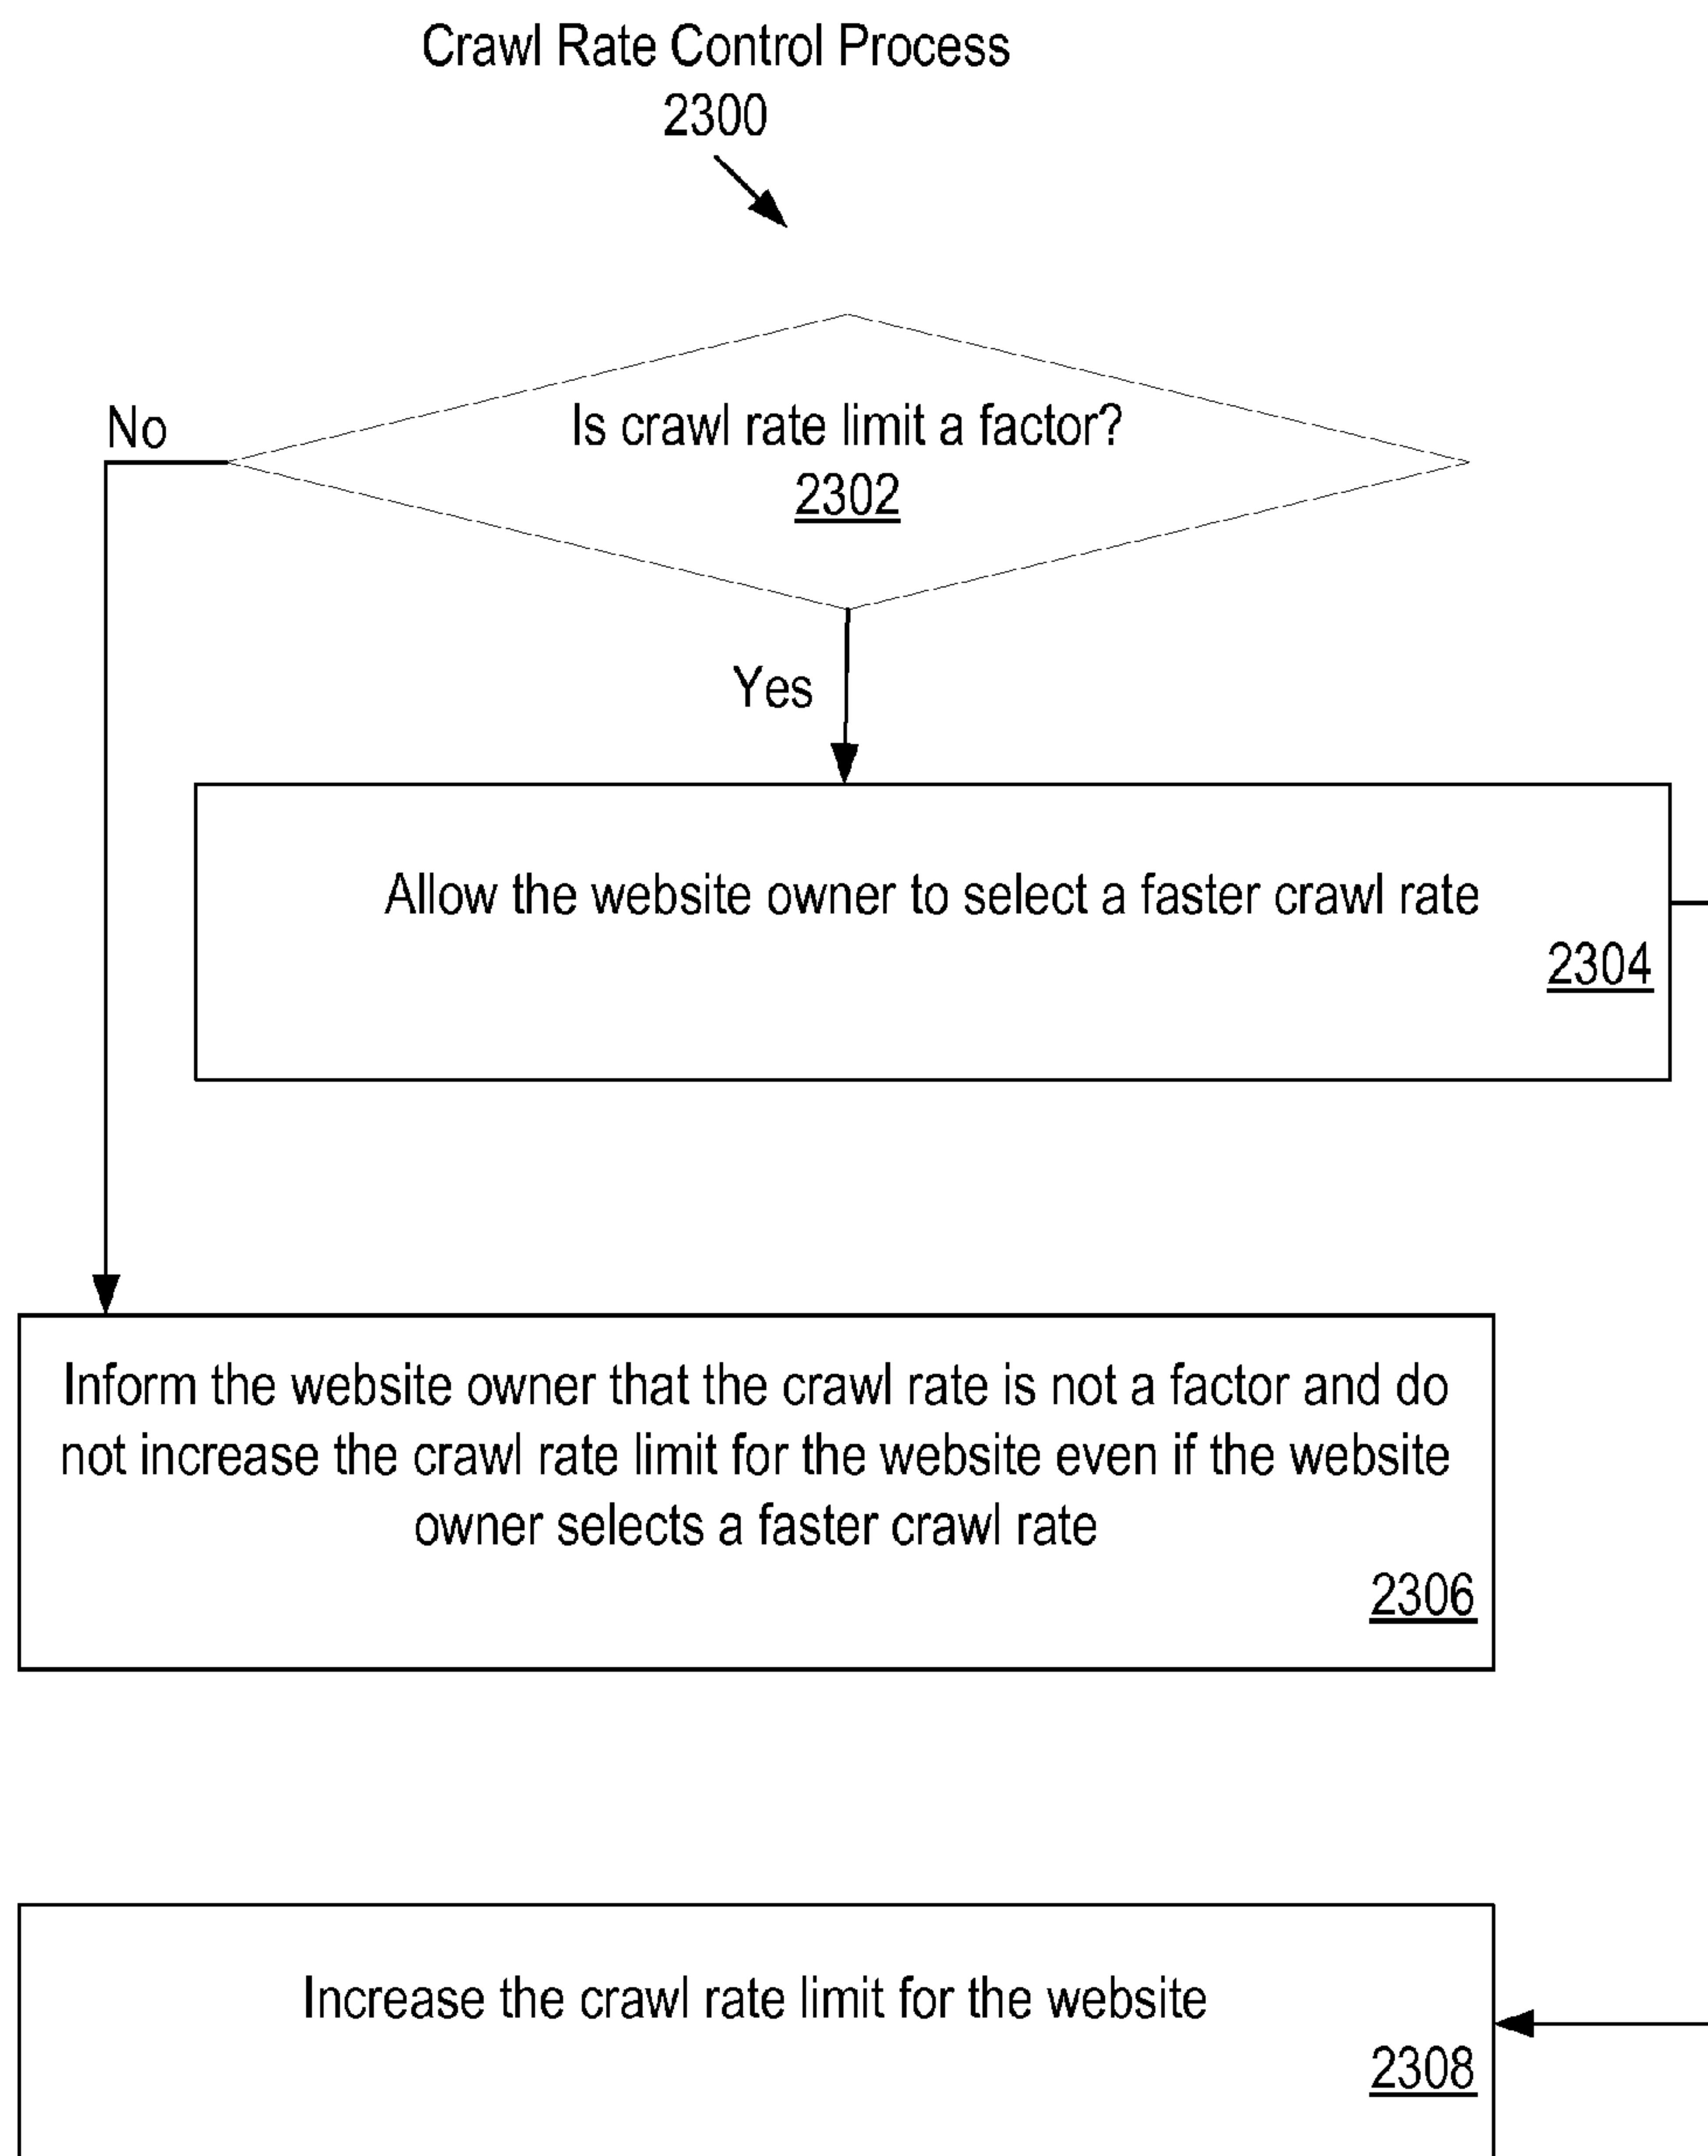 Crawl Rate Control Process
2300
No
Is crawl rate limit a factor?
2302
Yes
Allow the website owner to select a faster crawl rate
2304
Inform the website owner that the crawl rate is not a factor and do
not increase the crawl rate limit for the website even if the website
owner selects a faster crawl rate
2306
Increase the crawl rate limit for the website
2308